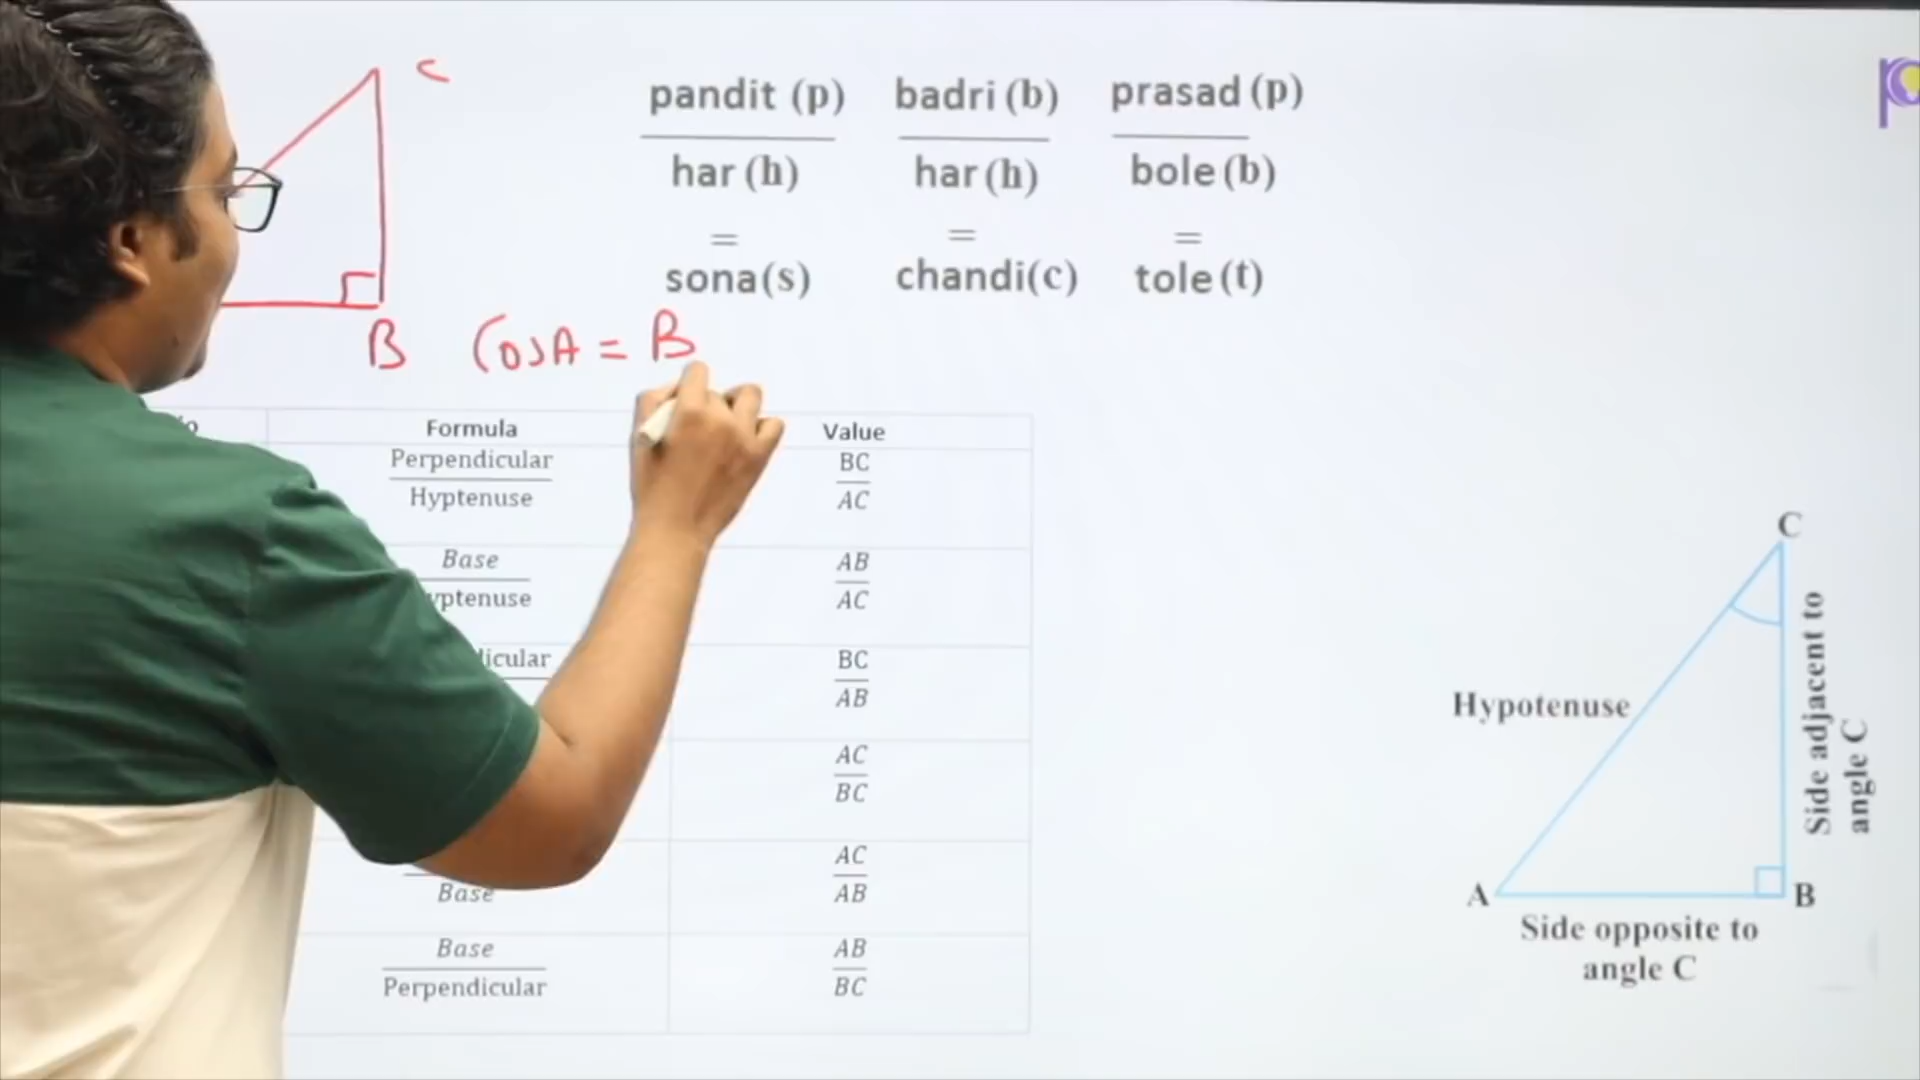 C
pandit (p) badri (b) prasad (p)
har (h) har (h) bole (b)
= = =
sona(s) chandi(c) tole (t)
B CosA = B
Formula Value
Perpendicular BC
Hyptenuse AC
Base AB
AC
BC
AB
AC
BC
AC
Base AB
Base AB
Perpendicular BC
C
Hypotenuse
Side adjacent to
angle C
A B
Side opposite to
angle C